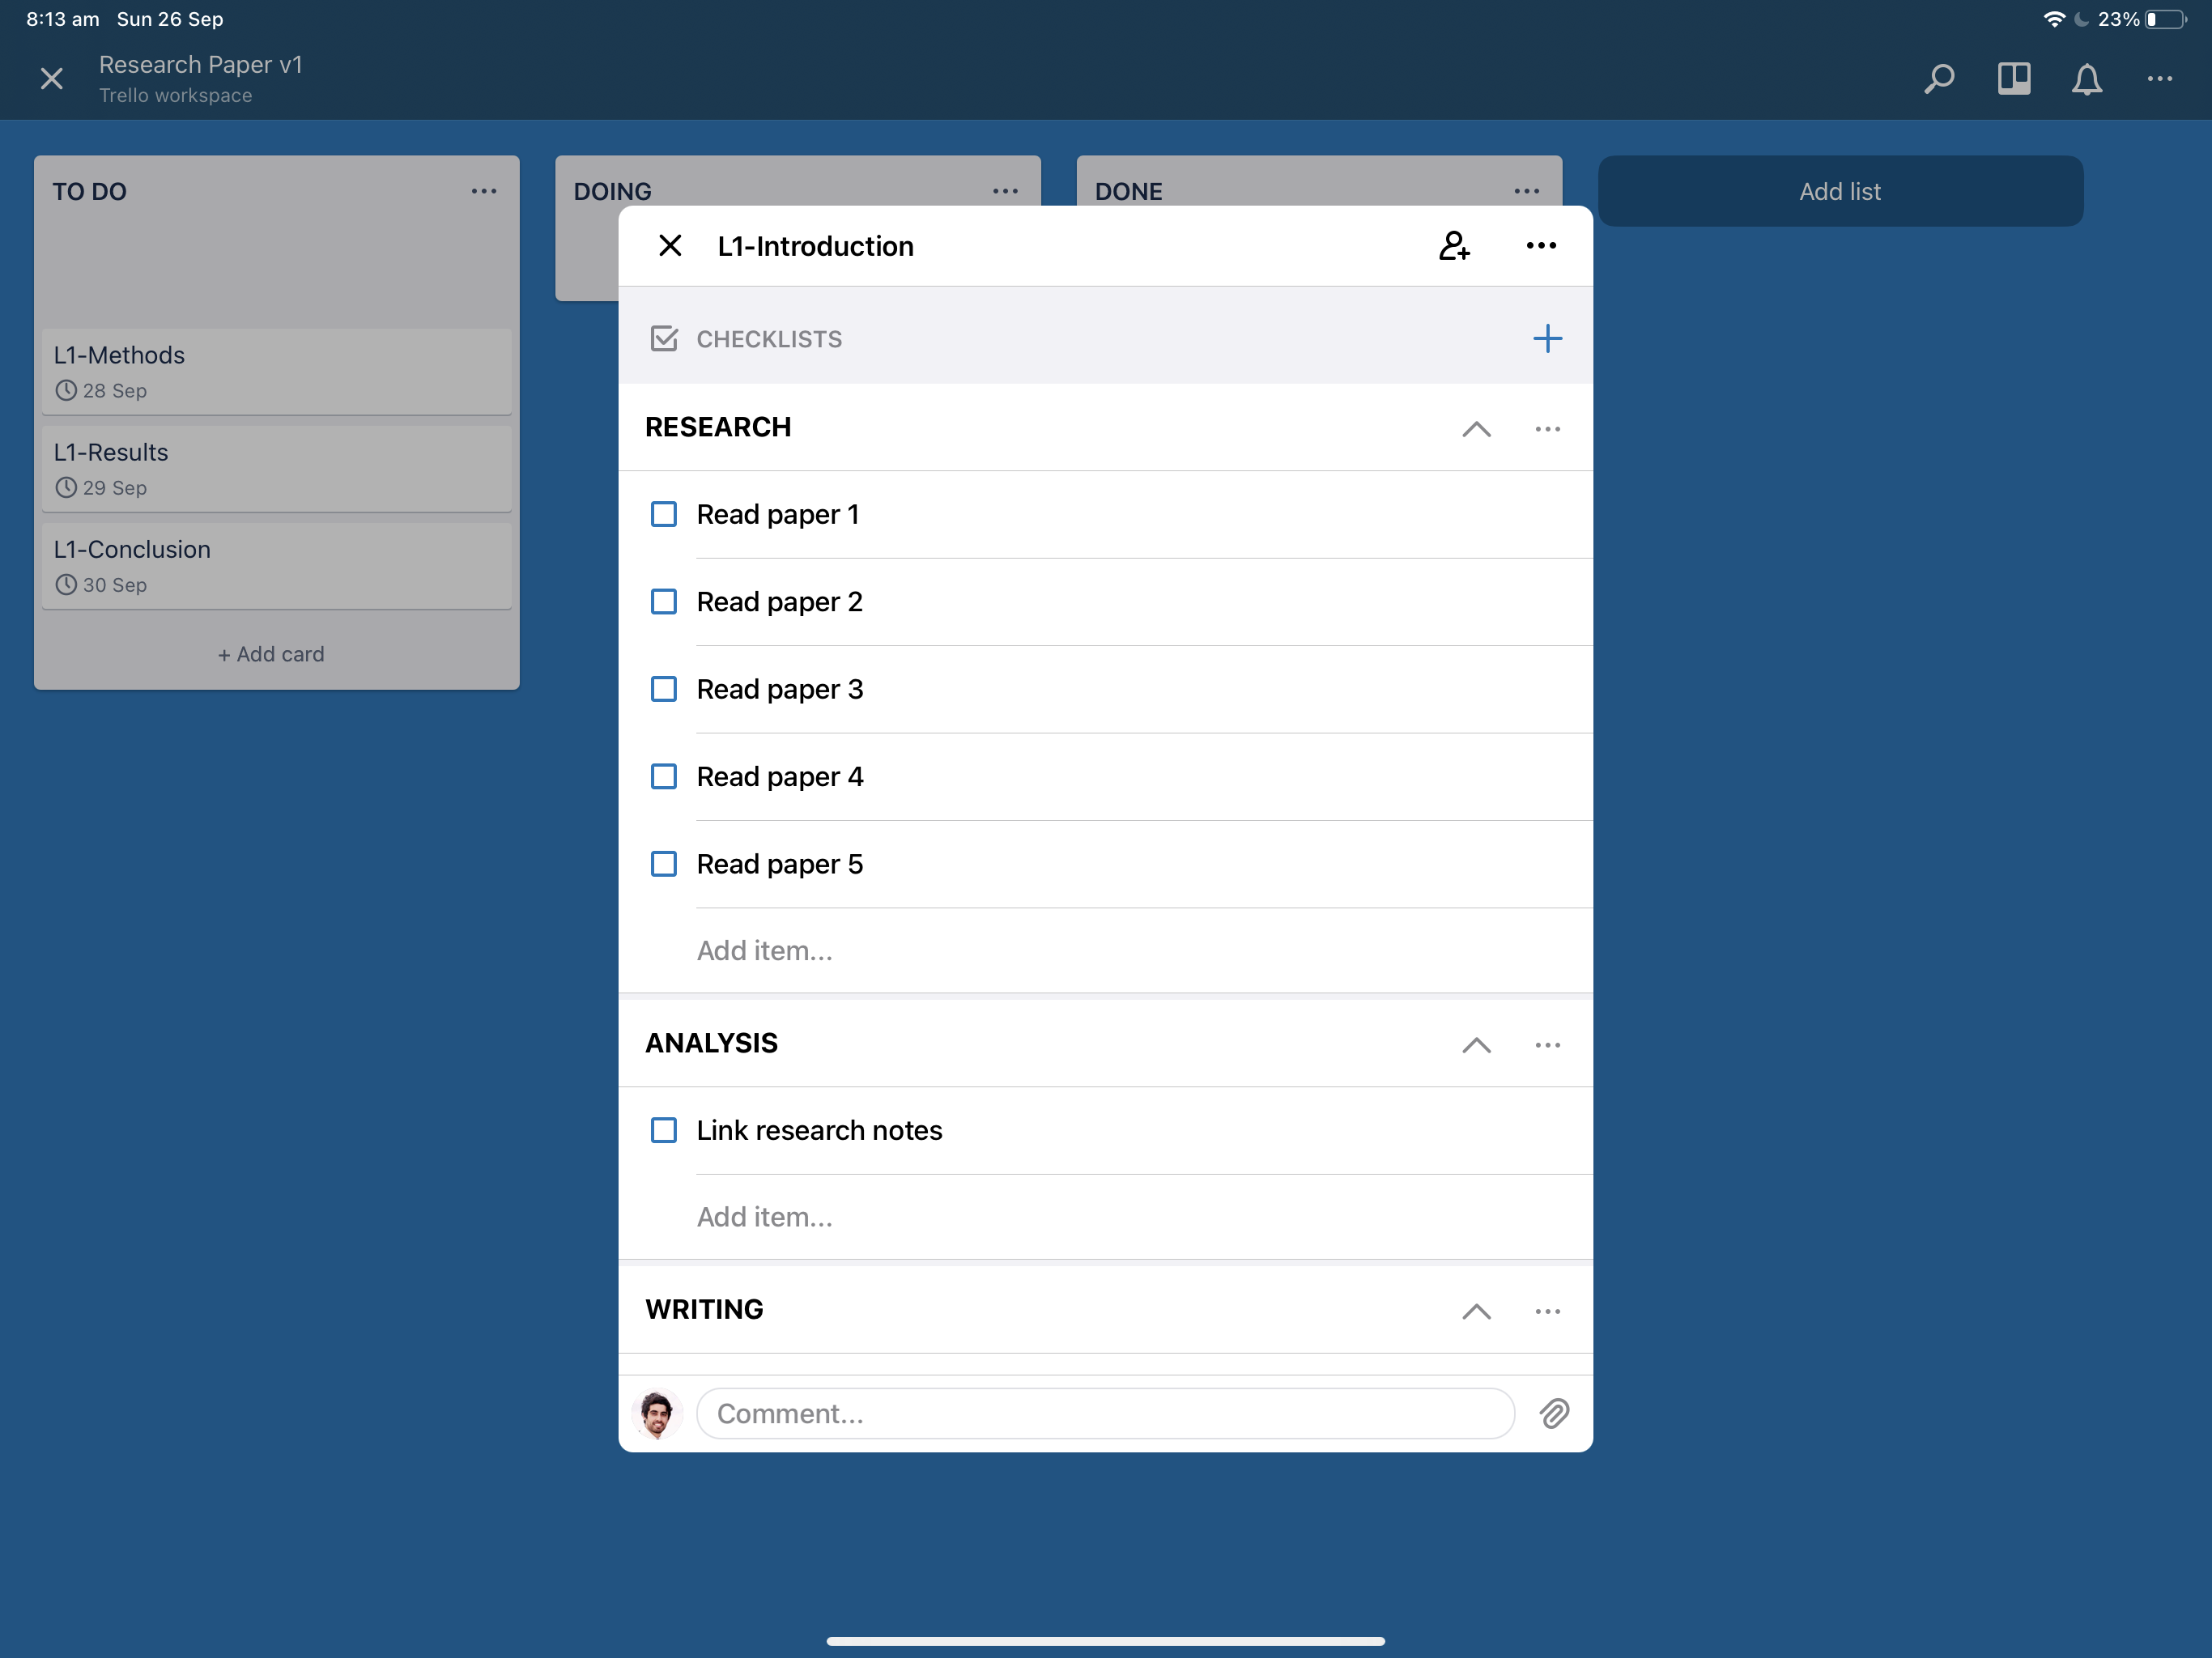 8:13 am Sun 26 Sep
23%
Research Paper v1
Trello workspace
TO DO
L1-Methods
28 Sep
L1-Results
29 Sep
L1-Conclusion
30 Sep
+ Add card
DOING
DONE
Add list
L1-Introduction
CHECKLISTS
RESEARCH
Read paper 1
Read paper 2
Read paper 3
Read paper 4
Read paper 5
Add item...
ANALYSIS
Link research notes
Add item...
WRITING
Comment...